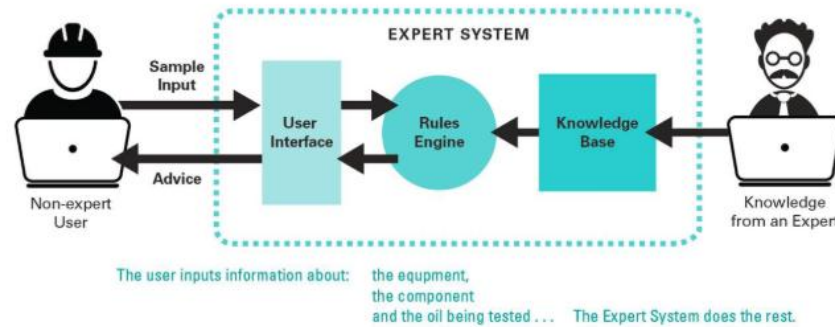 EXPERT SYSTEM
Sample
Input
User
Interface
Rules
Engine
Knowledge
Base
Advice
Non-expert
User
Knowledge
from an Exper
The user inputs information about: the equpment,
the component
and the oil being tested . . . The Expert System does the rest.